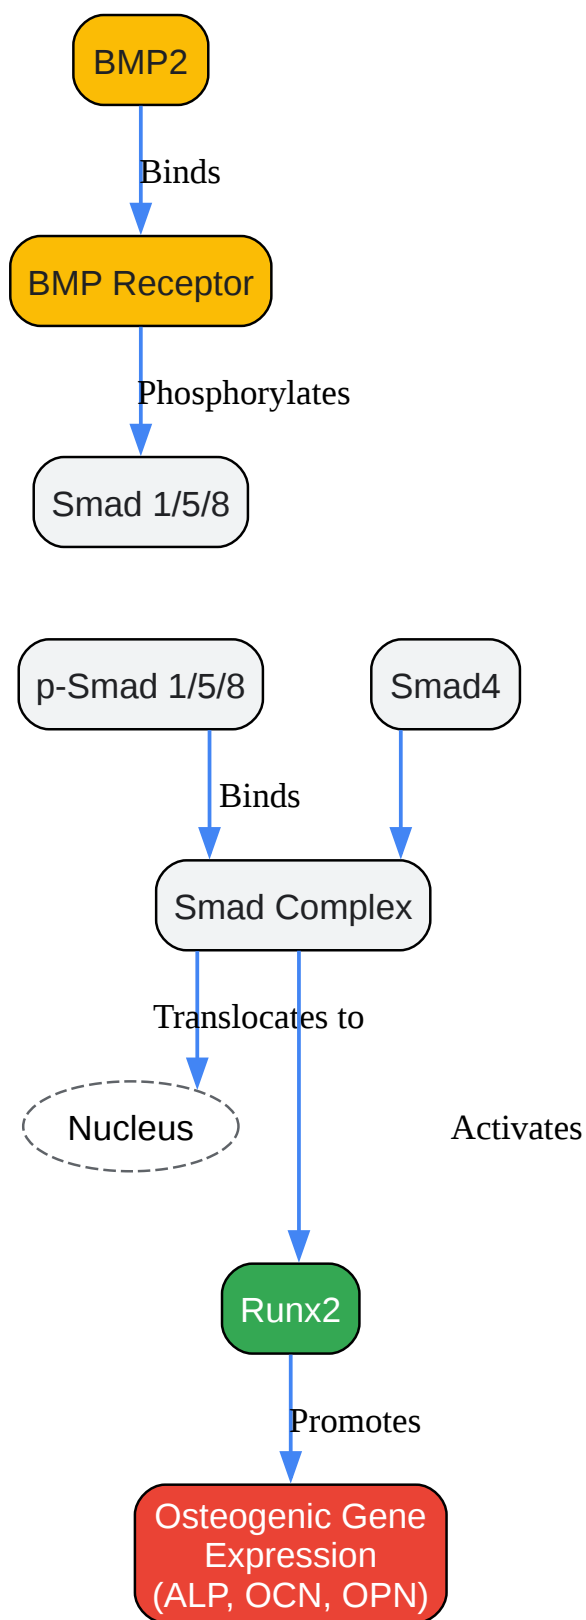 BMP2
Binds
BMP Receptor
Phosphorylates
Smad 1/5/8
p-Smad 1/5/8
Smad4
Binds
Smad Complex
Translocates to
Nucleus
Activates
Runx2
Promotes
Osteogenic Gene
Expression
(ALP, OCN, OPN)